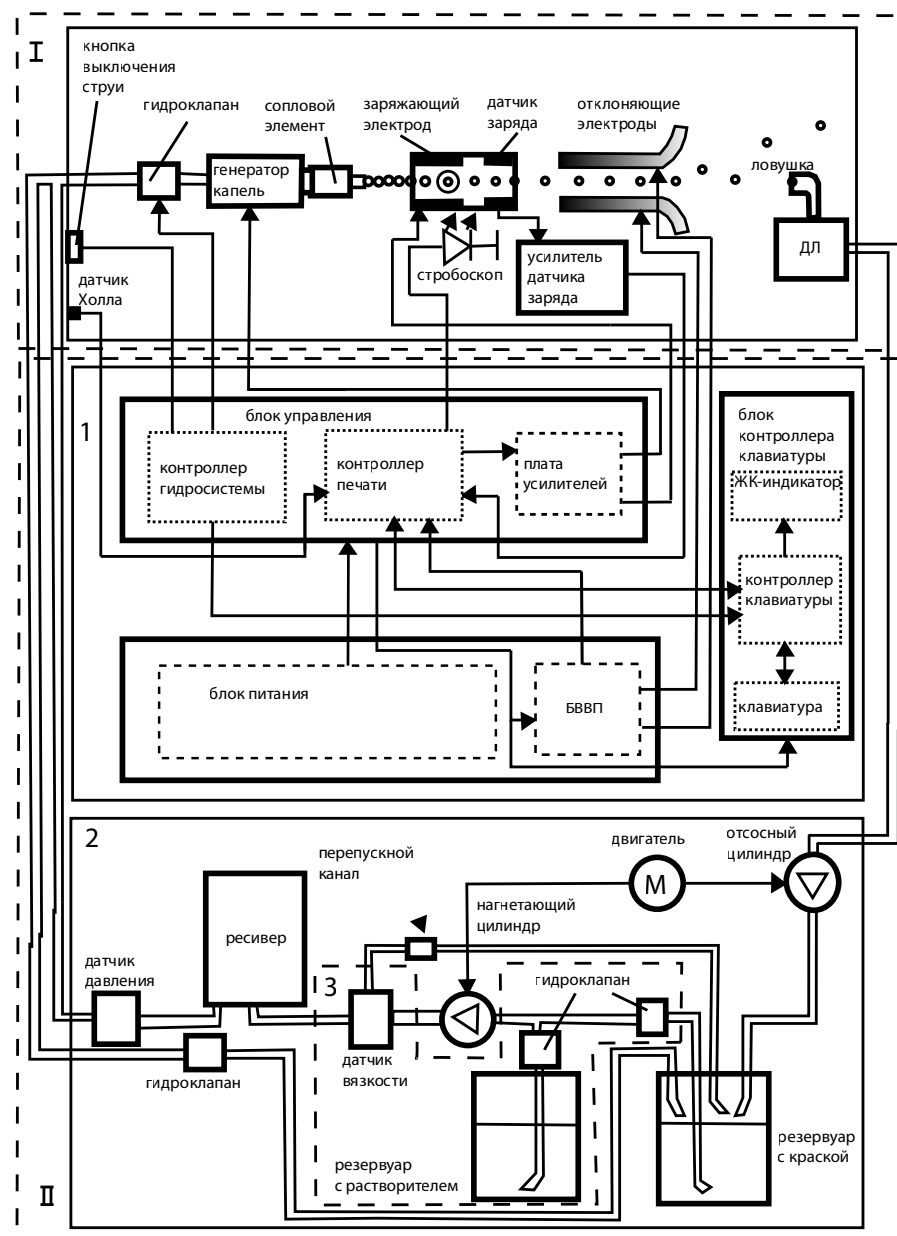 I
кнопка
выключения
струи
гидроклапан
сопловой
элемент
заряжающий
электрод
датчик
заряда
отклоняющие
электроды
генератор
капель
ловушка
ДЛ
стробоскоп
усилитель
датчика
заряда
датчик
Холла
1
блок управления
контроллер
гидросистемы
контроллер
печати
плата
усилителей
блок
контроллера
клавиатуры
ЖК-индикатор
контроллер
клавиатуры
клавиатура
блок питания
БВВП
2
перепускной
канал
двигатель
отсосный
цилиндр
М
нагнетающий
цилиндр
ресивер
датчик
давления
3
гидроклапан
датчик
вязкости
гидроклапан
резервуар
с растворителем
резервуар
с краской
II